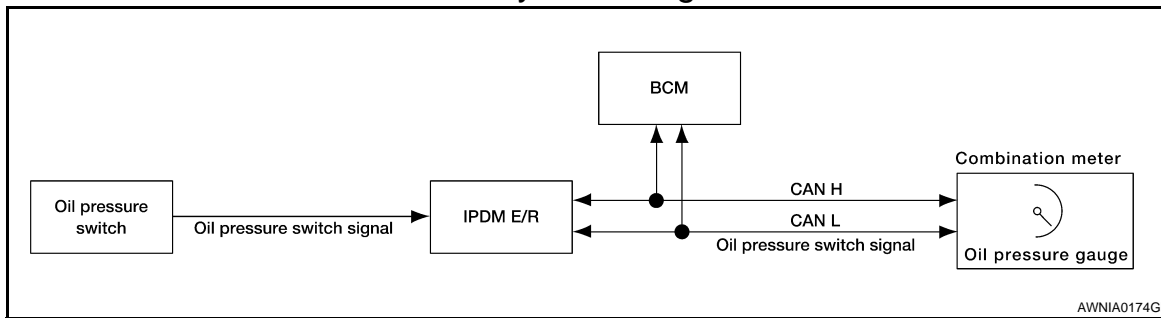 BCM
Combination meter
Oil pressure
switch
Oil pressure switch signal
IPDM E/R
CAN H
CAN L
Oil pressure switch signal
Oil pressure gauge
AWNIA0174G